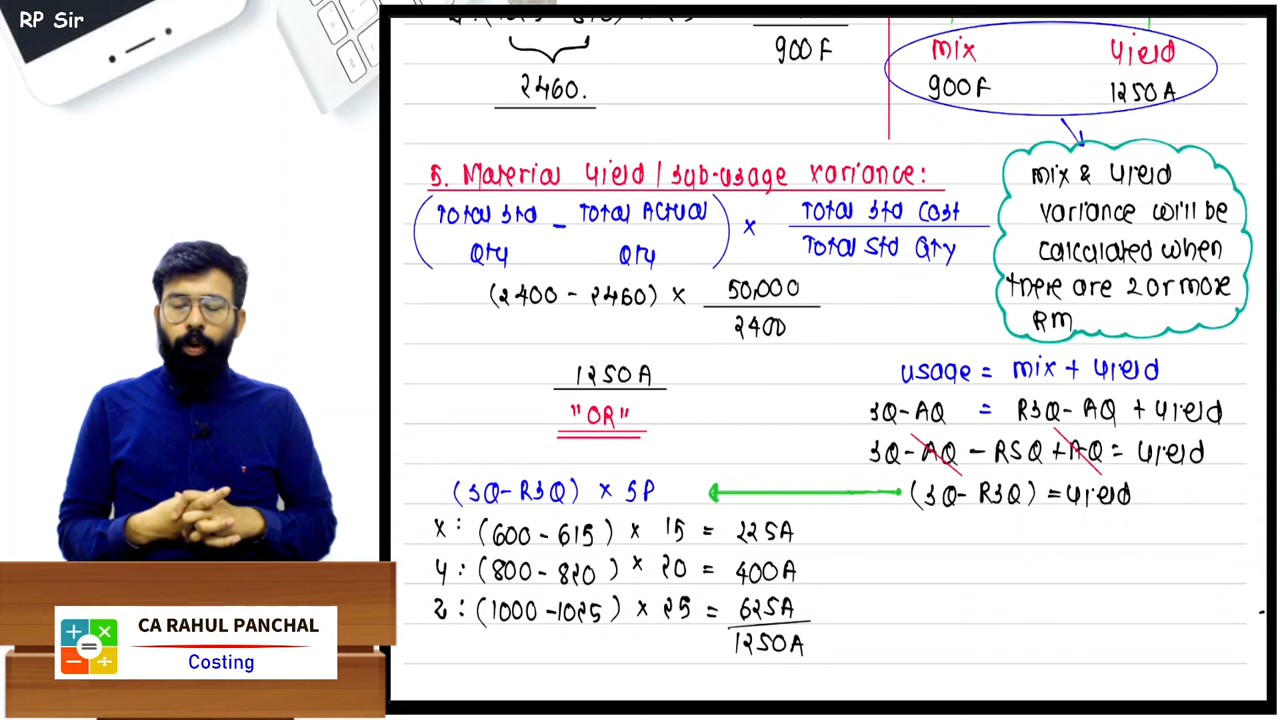 RP Sir
900F
2460.
Mix Yield
900F 1250A
5. Material Yield / Sub-usage Variance:
(Total Std Qty - Total Actual Qty) × Total Std Cost / Total Std Qty
(2400 - 2460) × 50,000 / 2400
1250A
"OR"
(SQ-RSQ) × SP
X: (600 - 615) × 15 = 225A
Y: (800 - 820) × 20 = 400A
Z: (1000 - 1025) × 25 = 625A
1250A
Mix & Yield
Variance will be
calculated when
there are 2 or more
RM
Usage = Mix + Yield
SQ-AQ = RSQ-AQ + Yield
SQ-AQ - RSQ + AQ = Yield
(SQ-RSQ) = Yield
CA RAHUL PANCHAL
Costing